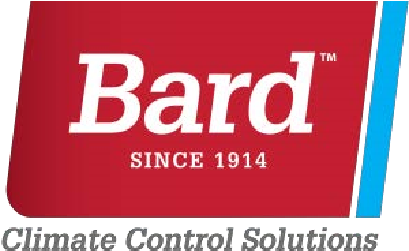 Bard™
SINCE 1914
Climate Control Solutions